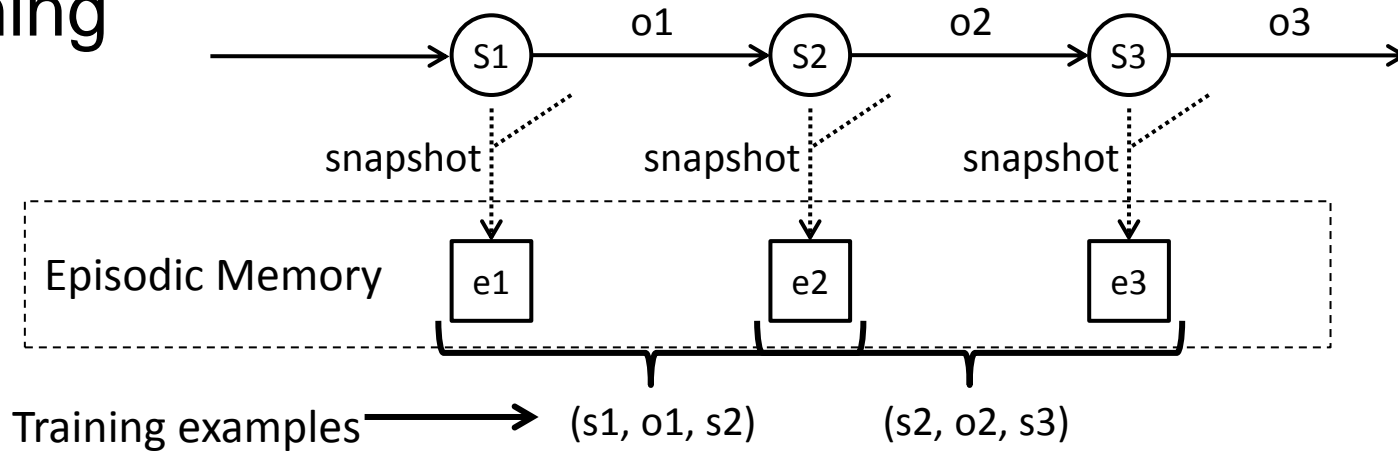 o1 o2 o3
S1 S2 S3
snapshot snapshot snapshot
Episodic Memory e1 e2 e3
Training examples (s1, o1, s2) (s2, o2, s3)